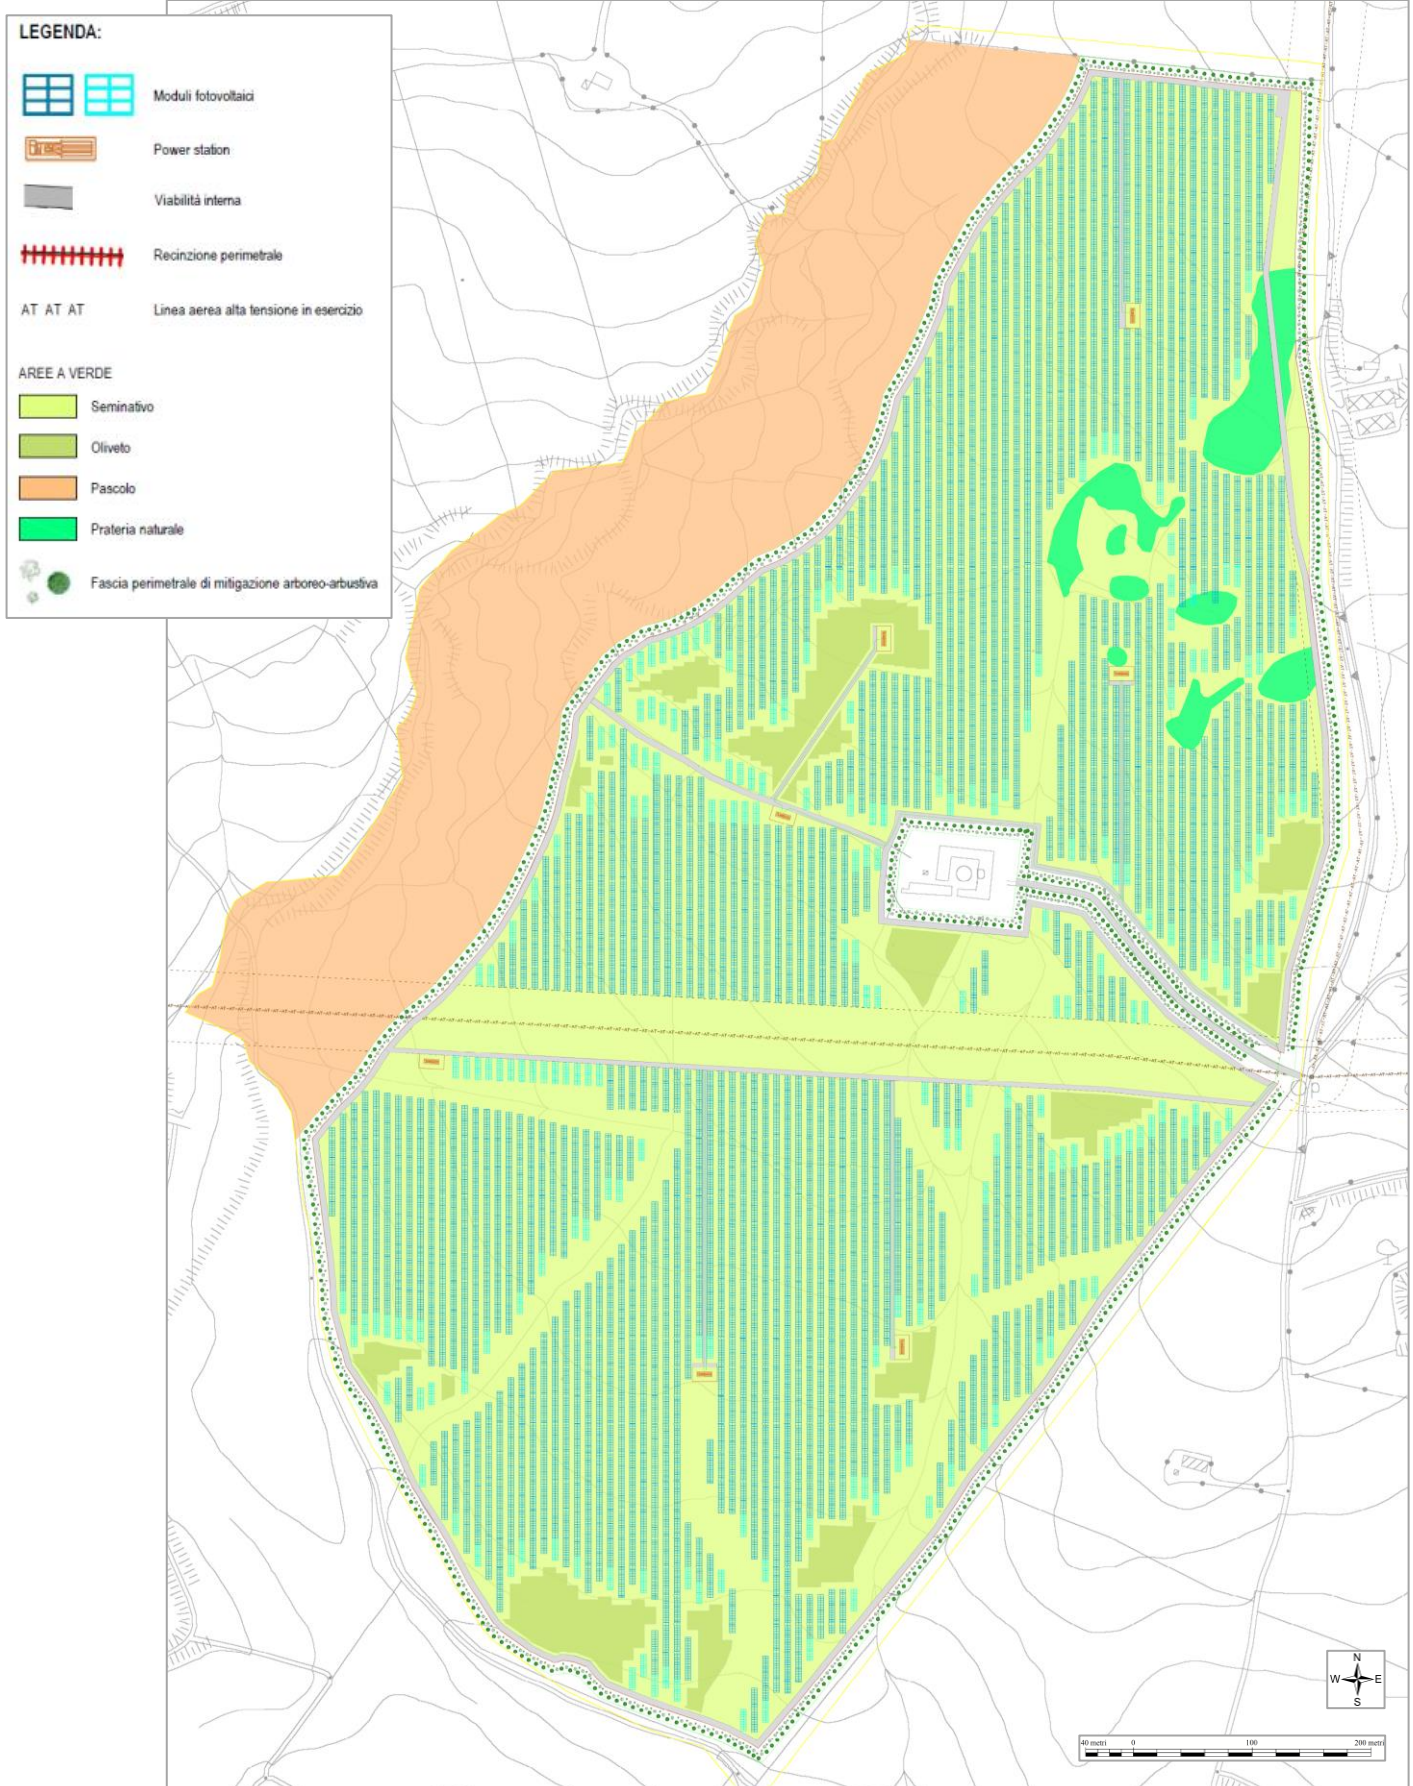 LEGENDA:
Moduli fotovoltaici
Power station
Viabilità interna
Recinzione perimetrale
AT AT AT Linea aerea alta tensione in esercizio
AREE A VERDE
Seminativo
Oliveto
Pascolo
Prateria naturale
Fascia perimetrale di mitigazione arboreo-arbustiva
N
W E
S
40 metri 0 100 200 metri